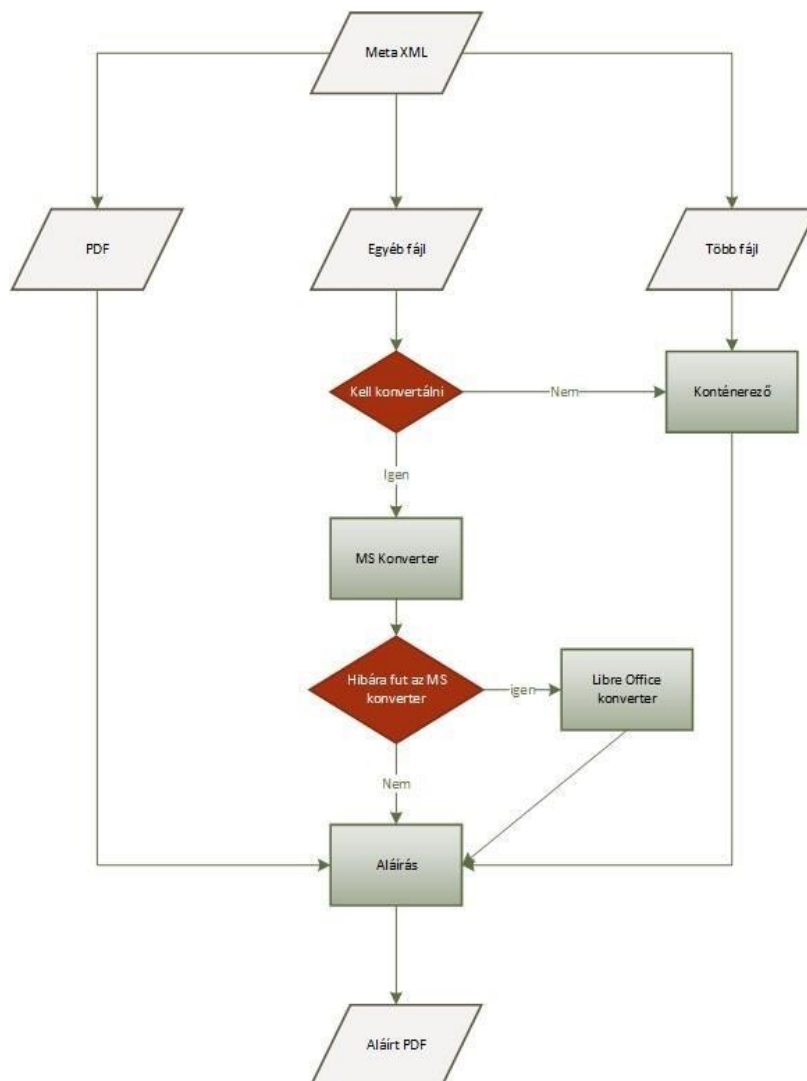 Meta XML
PDF
Egyéb fájl
Több fájl
Kell konvertálni
Nem
Konténerező
Igen
MS Konverter
Hibára fut az MS
konverter
igen
Libre Office
konverter
Nem
Aláírás
Aláírt PDF